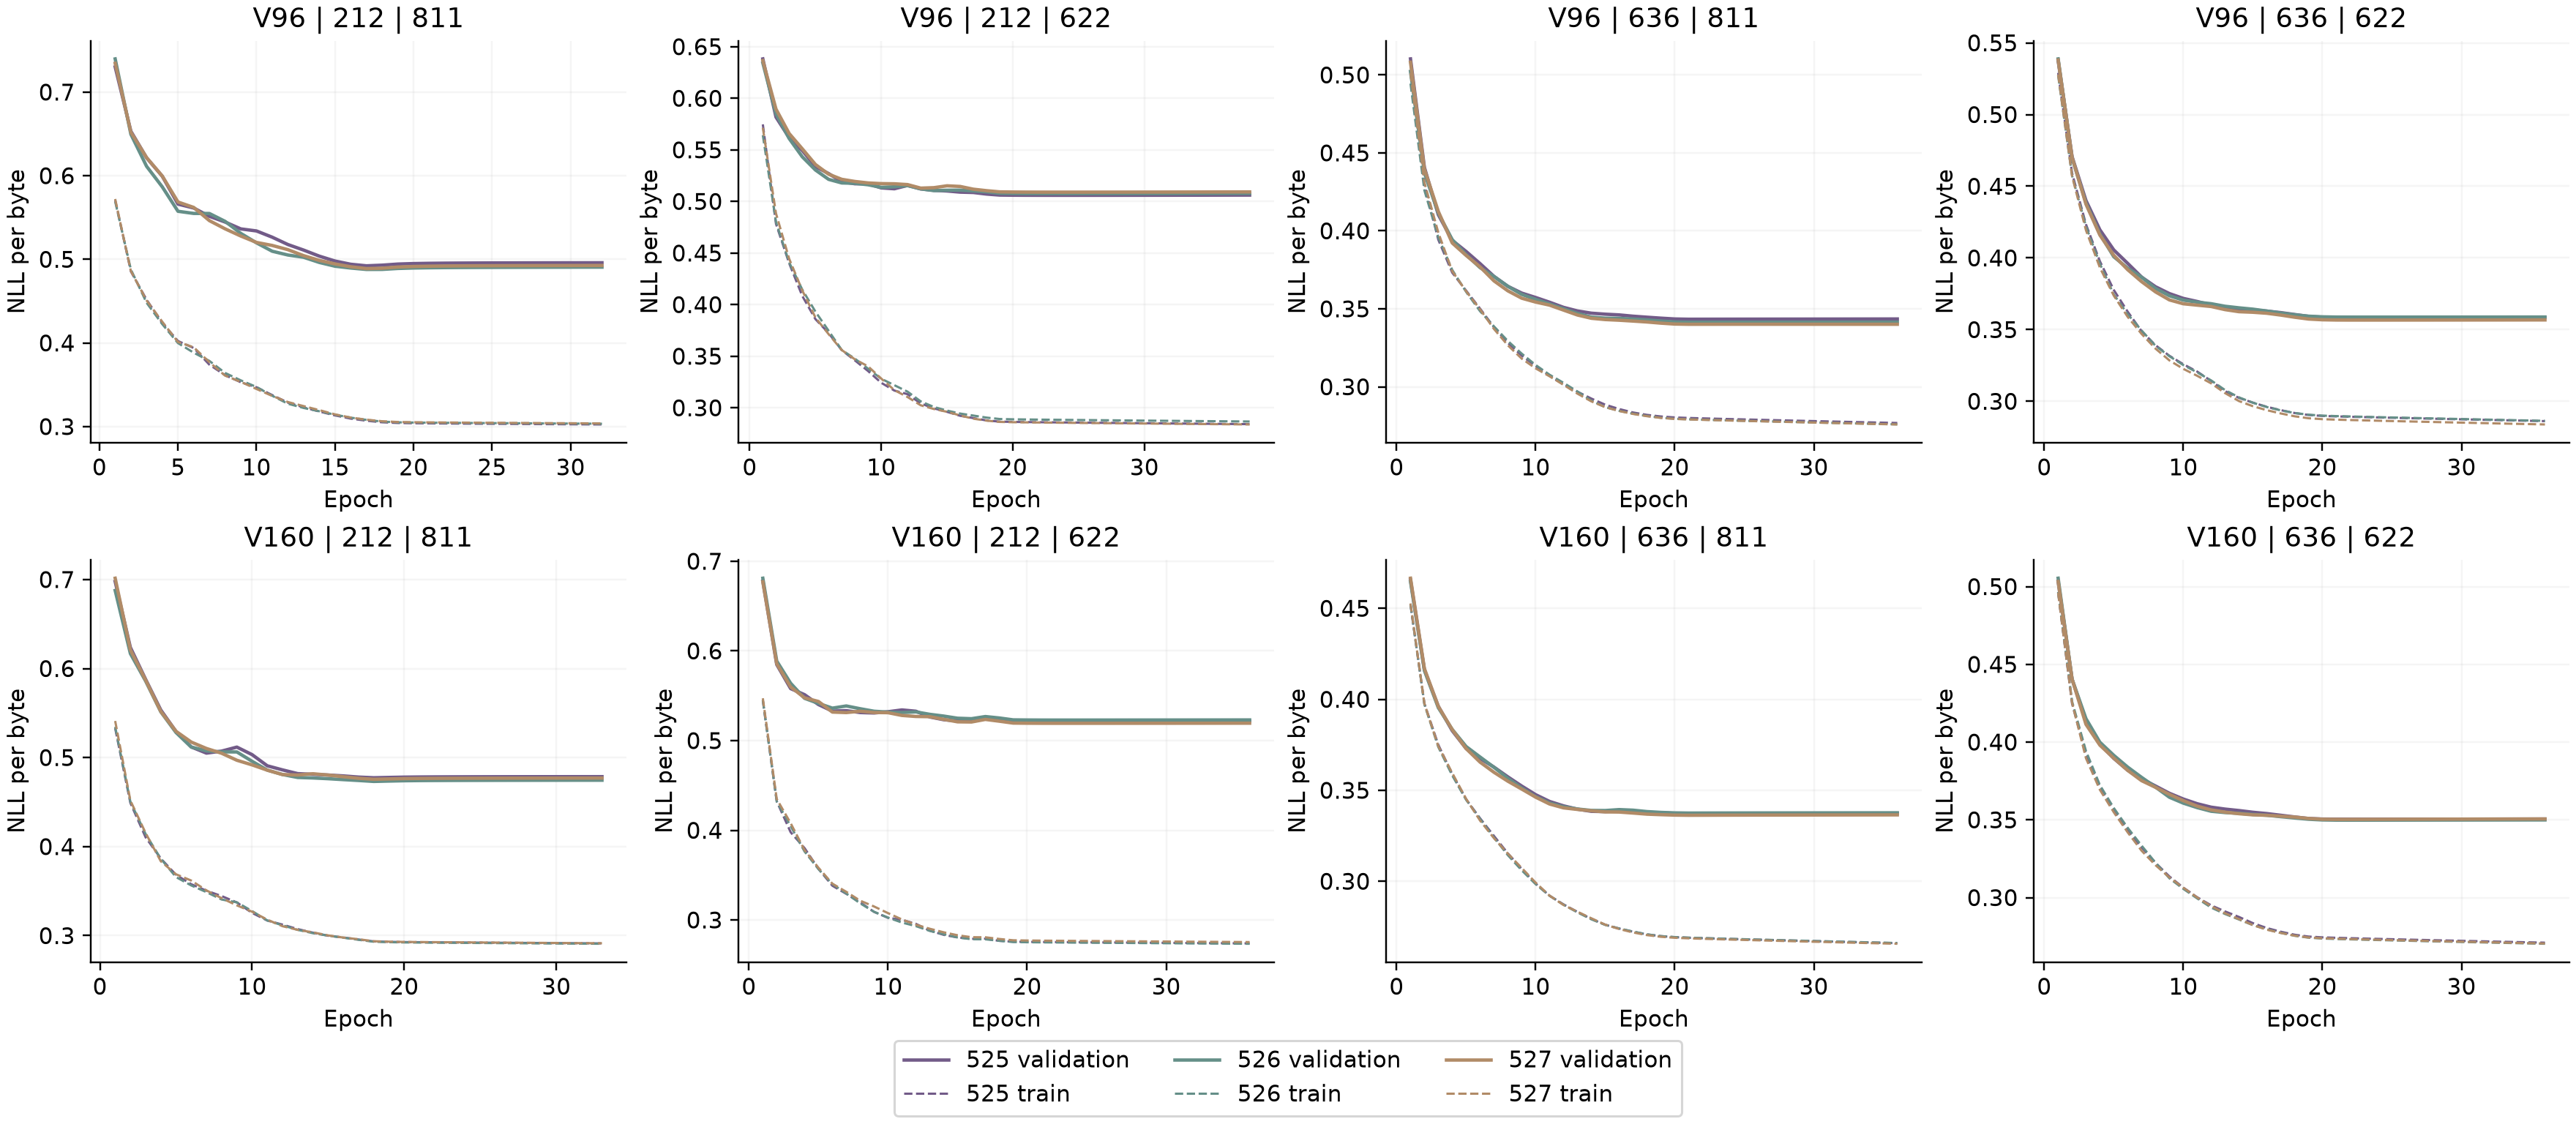 V96 | 212 | 811
NLL per byte
0.7
0.6
0.5
0.4
0.3
0 5 10 15 20 25 30
Epoch
V96 | 212 | 622
NLL per byte
0.65
0.60
0.55
0.50
0.45
0.40
0.35
0.30
0 10 20 30
Epoch
V96 | 636 | 811
NLL per byte
0.50
0.45
0.40
0.35
0.30
0 10 20 30
Epoch
V96 | 636 | 622
NLL per byte
0.55
0.50
0.45
0.40
0.35
0.30
0 10 20 30
Epoch
V160 | 212 | 811
NLL per byte
0.7
0.6
0.5
0.4
0.3
0 10 20 30
Epoch
V160 | 212 | 622
NLL per byte
0.7
0.6
0.5
0.4
0.3
0 10 20 30
Epoch
V160 | 636 | 811
NLL per byte
0.45
0.40
0.35
0.30
0 10 20 30
Epoch
V160 | 636 | 622
NLL per byte
0.50
0.45
0.40
0.35
0.30
0 10 20 30
Epoch
525 validation 526 validation 527 validation
525 train 526 train 527 train